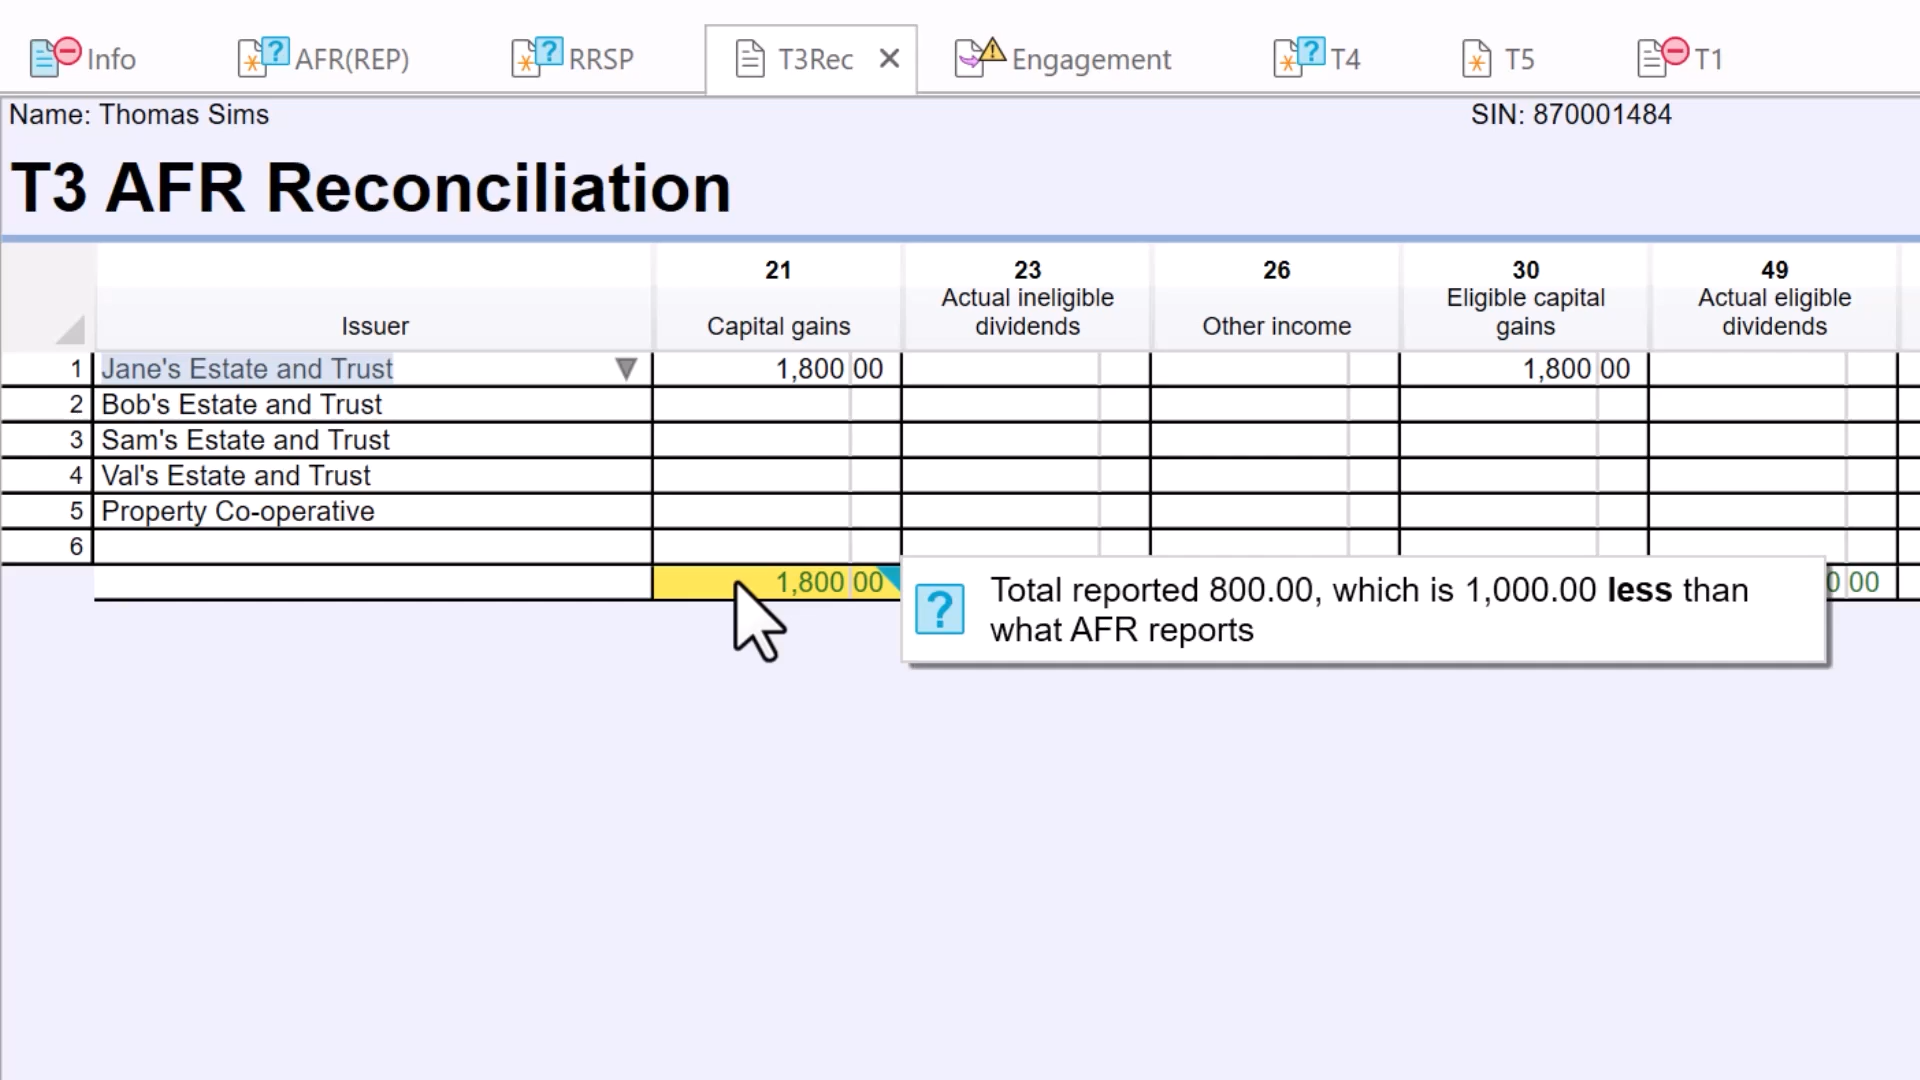 Info AFR(REP) RRSP T3Rec Engagement T4 T5 T1
Name: Thomas Sims SIN: 870001484
T3 AFR Reconciliation
21 23 26 30 49
Actual ineligible Eligible capital Actual eligible
Issuer Capital gains dividends Other income gains dividends
1 Jane's Estate and Trust 1,800 00 1,800 00
2 Bob's Estate and Trust
3 Sam's Estate and Trust
4 Val's Estate and Trust
5 Property Co-operative
6
1,800 00 0 00
? Total reported 800.00, which is 1,000.00 less than
what AFR reports